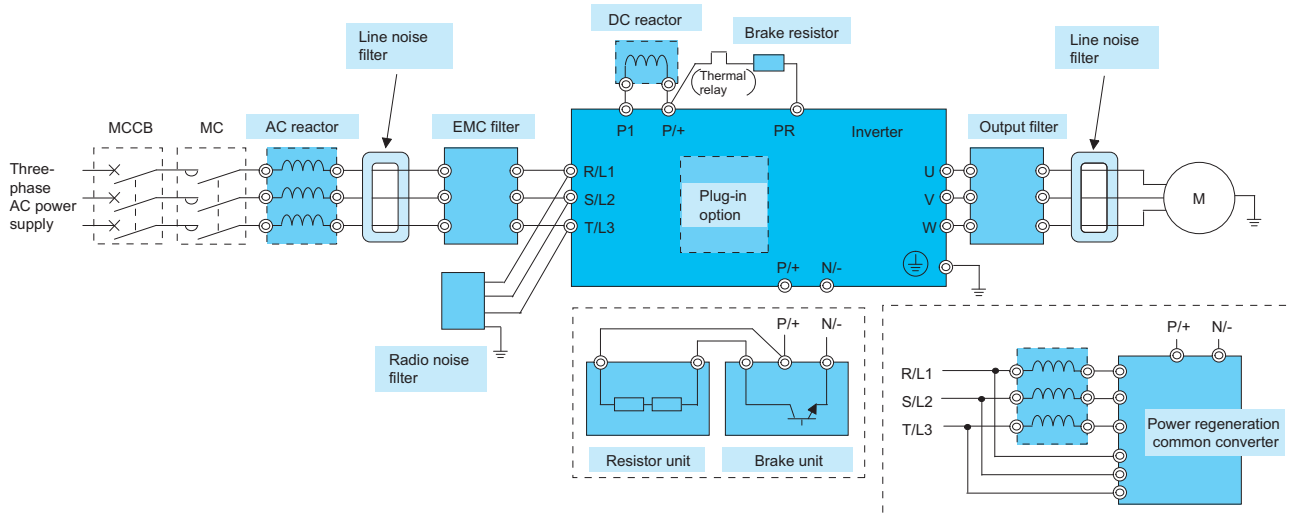 DC reactor
Brake resistor
Line noise
filter
Line noise
filter
(Thermal
relay)
MCCB
MC
AC reactor
EMC filter
P1
P/+
PR
Inverter
Output filter
Three-
phase
AC power
supply
R/L1
S/L2
T/L3
Plug-in
option
U
V
W
M
P/+
N/-
Radio noise
filter
P/+
N/-
Resistor unit
Brake unit
P/+
N/-
R/L1
S/L2
T/L3
Power regeneration
common converter